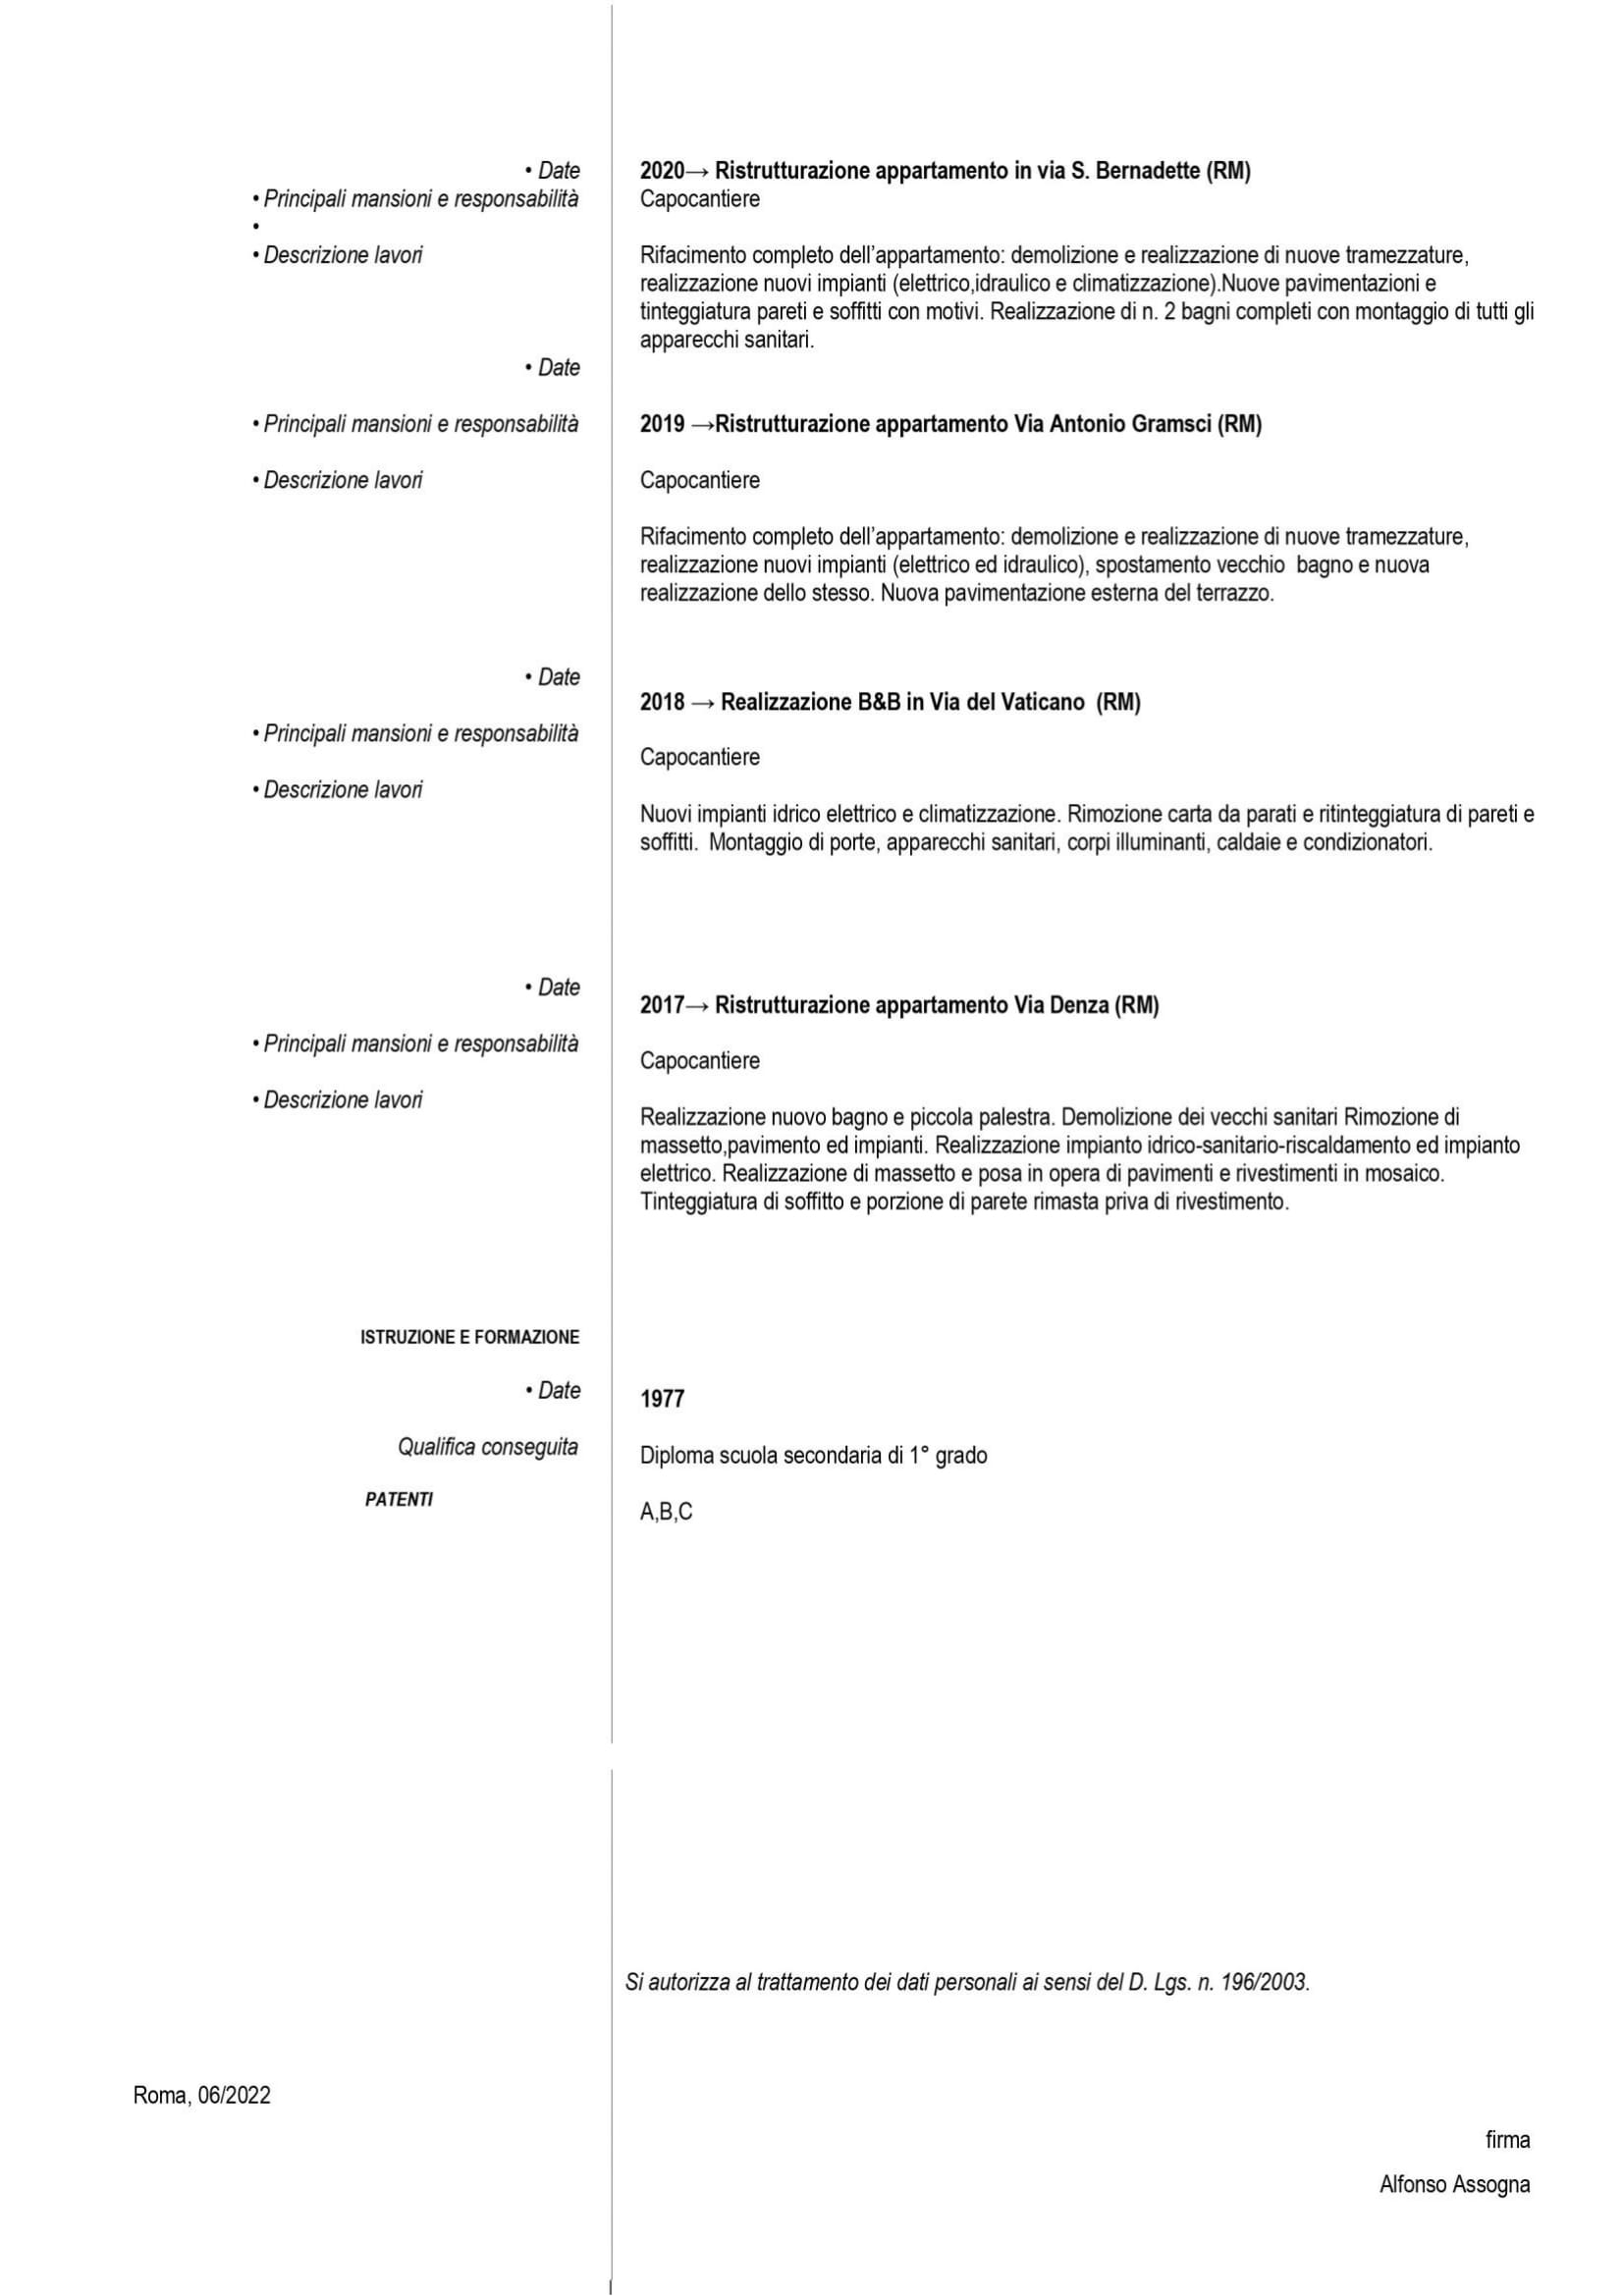 • Date
2020→ Ristrutturazione appartamento in via S. Bernadette (RM)
• Principali mansioni e responsabilità
Capocantiere
•
• Descrizione lavori
Rifacimento completo dell’appartamento: demolizione e realizzazione di nuove tramezzature,
realizzazione nuovi impianti (elettrico,idraulico e climatizzazione).Nuove pavimentazioni e
tinteggiatura pareti e soffitti con motivi. Realizzazione di n. 2 bagni completi con montaggio di tutti gli
apparecchi sanitari.
• Date
• Principali mansioni e responsabilità
2019 →Ristrutturazione appartamento Via Antonio Gramsci (RM)
• Descrizione lavori
Capocantiere
Rifacimento completo dell’appartamento: demolizione e realizzazione di nuove tramezzature,
realizzazione nuovi impianti (elettrico ed idraulico), spostamento vecchio  bagno e nuova
realizzazione dello stesso. Nuova pavimentazione esterna del terrazzo.
• Date
2018 → Realizzazione B&B in Via del Vaticano  (RM)
• Principali mansioni e responsabilità
Capocantiere
• Descrizione lavori
Nuovi impianti idrico elettrico e climatizzazione. Rimozione carta da parati e ritinteggiatura di pareti e
soffitti.  Montaggio di porte, apparecchi sanitari, corpi illuminanti, caldaie e condizionatori.
• Date
2017→ Ristrutturazione appartamento Via Denza (RM)
• Principali mansioni e responsabilità
Capocantiere
• Descrizione lavori
Realizzazione nuovo bagno e piccola palestra. Demolizione dei vecchi sanitari Rimozione di
massetto,pavimento ed impianti. Realizzazione impianto idrico-sanitario-riscaldamento ed impianto
elettrico. Realizzazione di massetto e posa in opera di pavimenti e rivestimenti in mosaico.
Tinteggiatura di soffitto e porzione di parete rimasta priva di rivestimento.
ISTRUZIONE E FORMAZIONE
• Date
1977
Qualifica conseguita
Diploma scuola secondaria di 1° grado
PATENTI
A,B,C
Si autorizza al trattamento dei dati personali ai sensi del D. Lgs. n. 196/2003.
Roma, 06/2022
firma
Alfonso Assogna